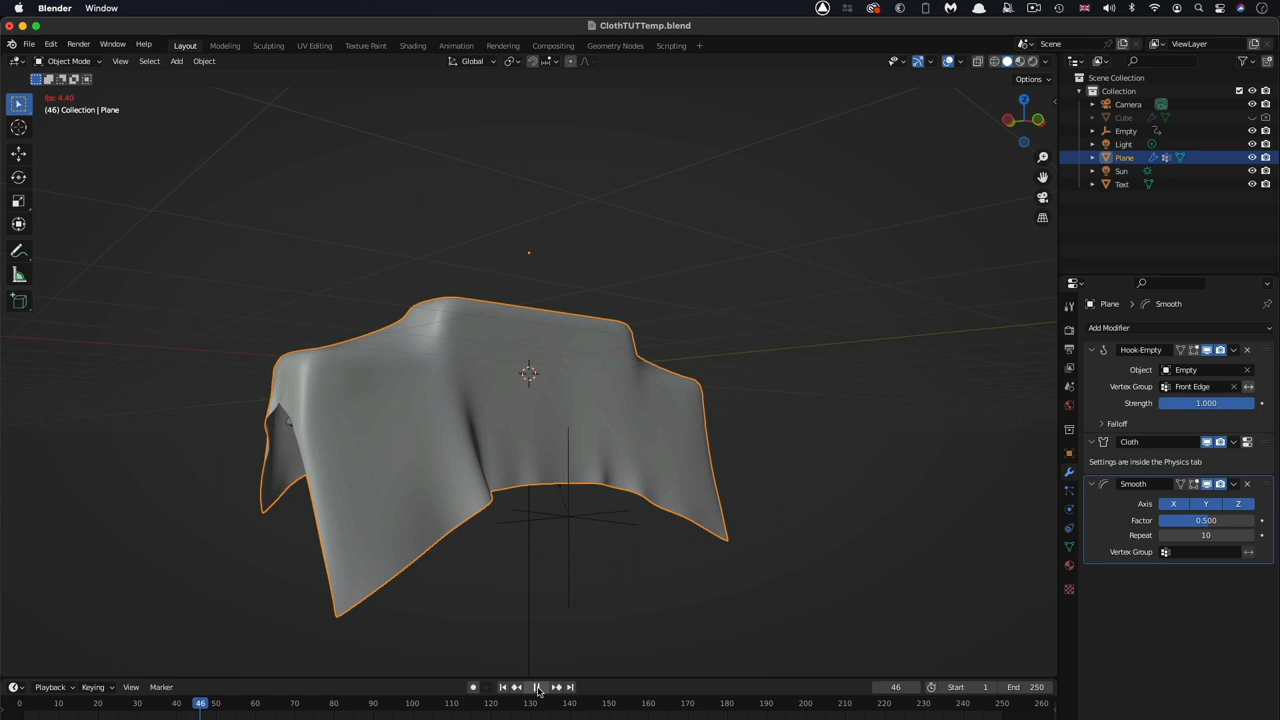 Blender Window
ClothTUTTemp.blend
File Edit Render Window Help Layout Modeling Sculpting UV Editing Texture Paint Shading Animation Rendering Compositing Geometry Nodes Scripting + Scene ViewLayer
Object Mode View Select Add Object Global
Options
fps: 4.40
(46) Collection | Plane
Z
Scene Collection
Collection
Camera
Cube
Empty
Light
Plane
Sun
Text
Plane > Smooth
Add Modifier
Hook-Empty
Object Empty
Vertex Group Front Edge
Strength 1.000
Falloff
Cloth
Settings are inside the Physics tab
Smooth
Axis X Y Z
Factor 0.500
Repeat 10
Vertex Group
Playback Keying View Marker 46 Start 1 End 250
0 10 20 30 40 46 50 60 70 80 90 100 110 120 130 140 150 160 170 180 190 200 210 220 230 240 250 260